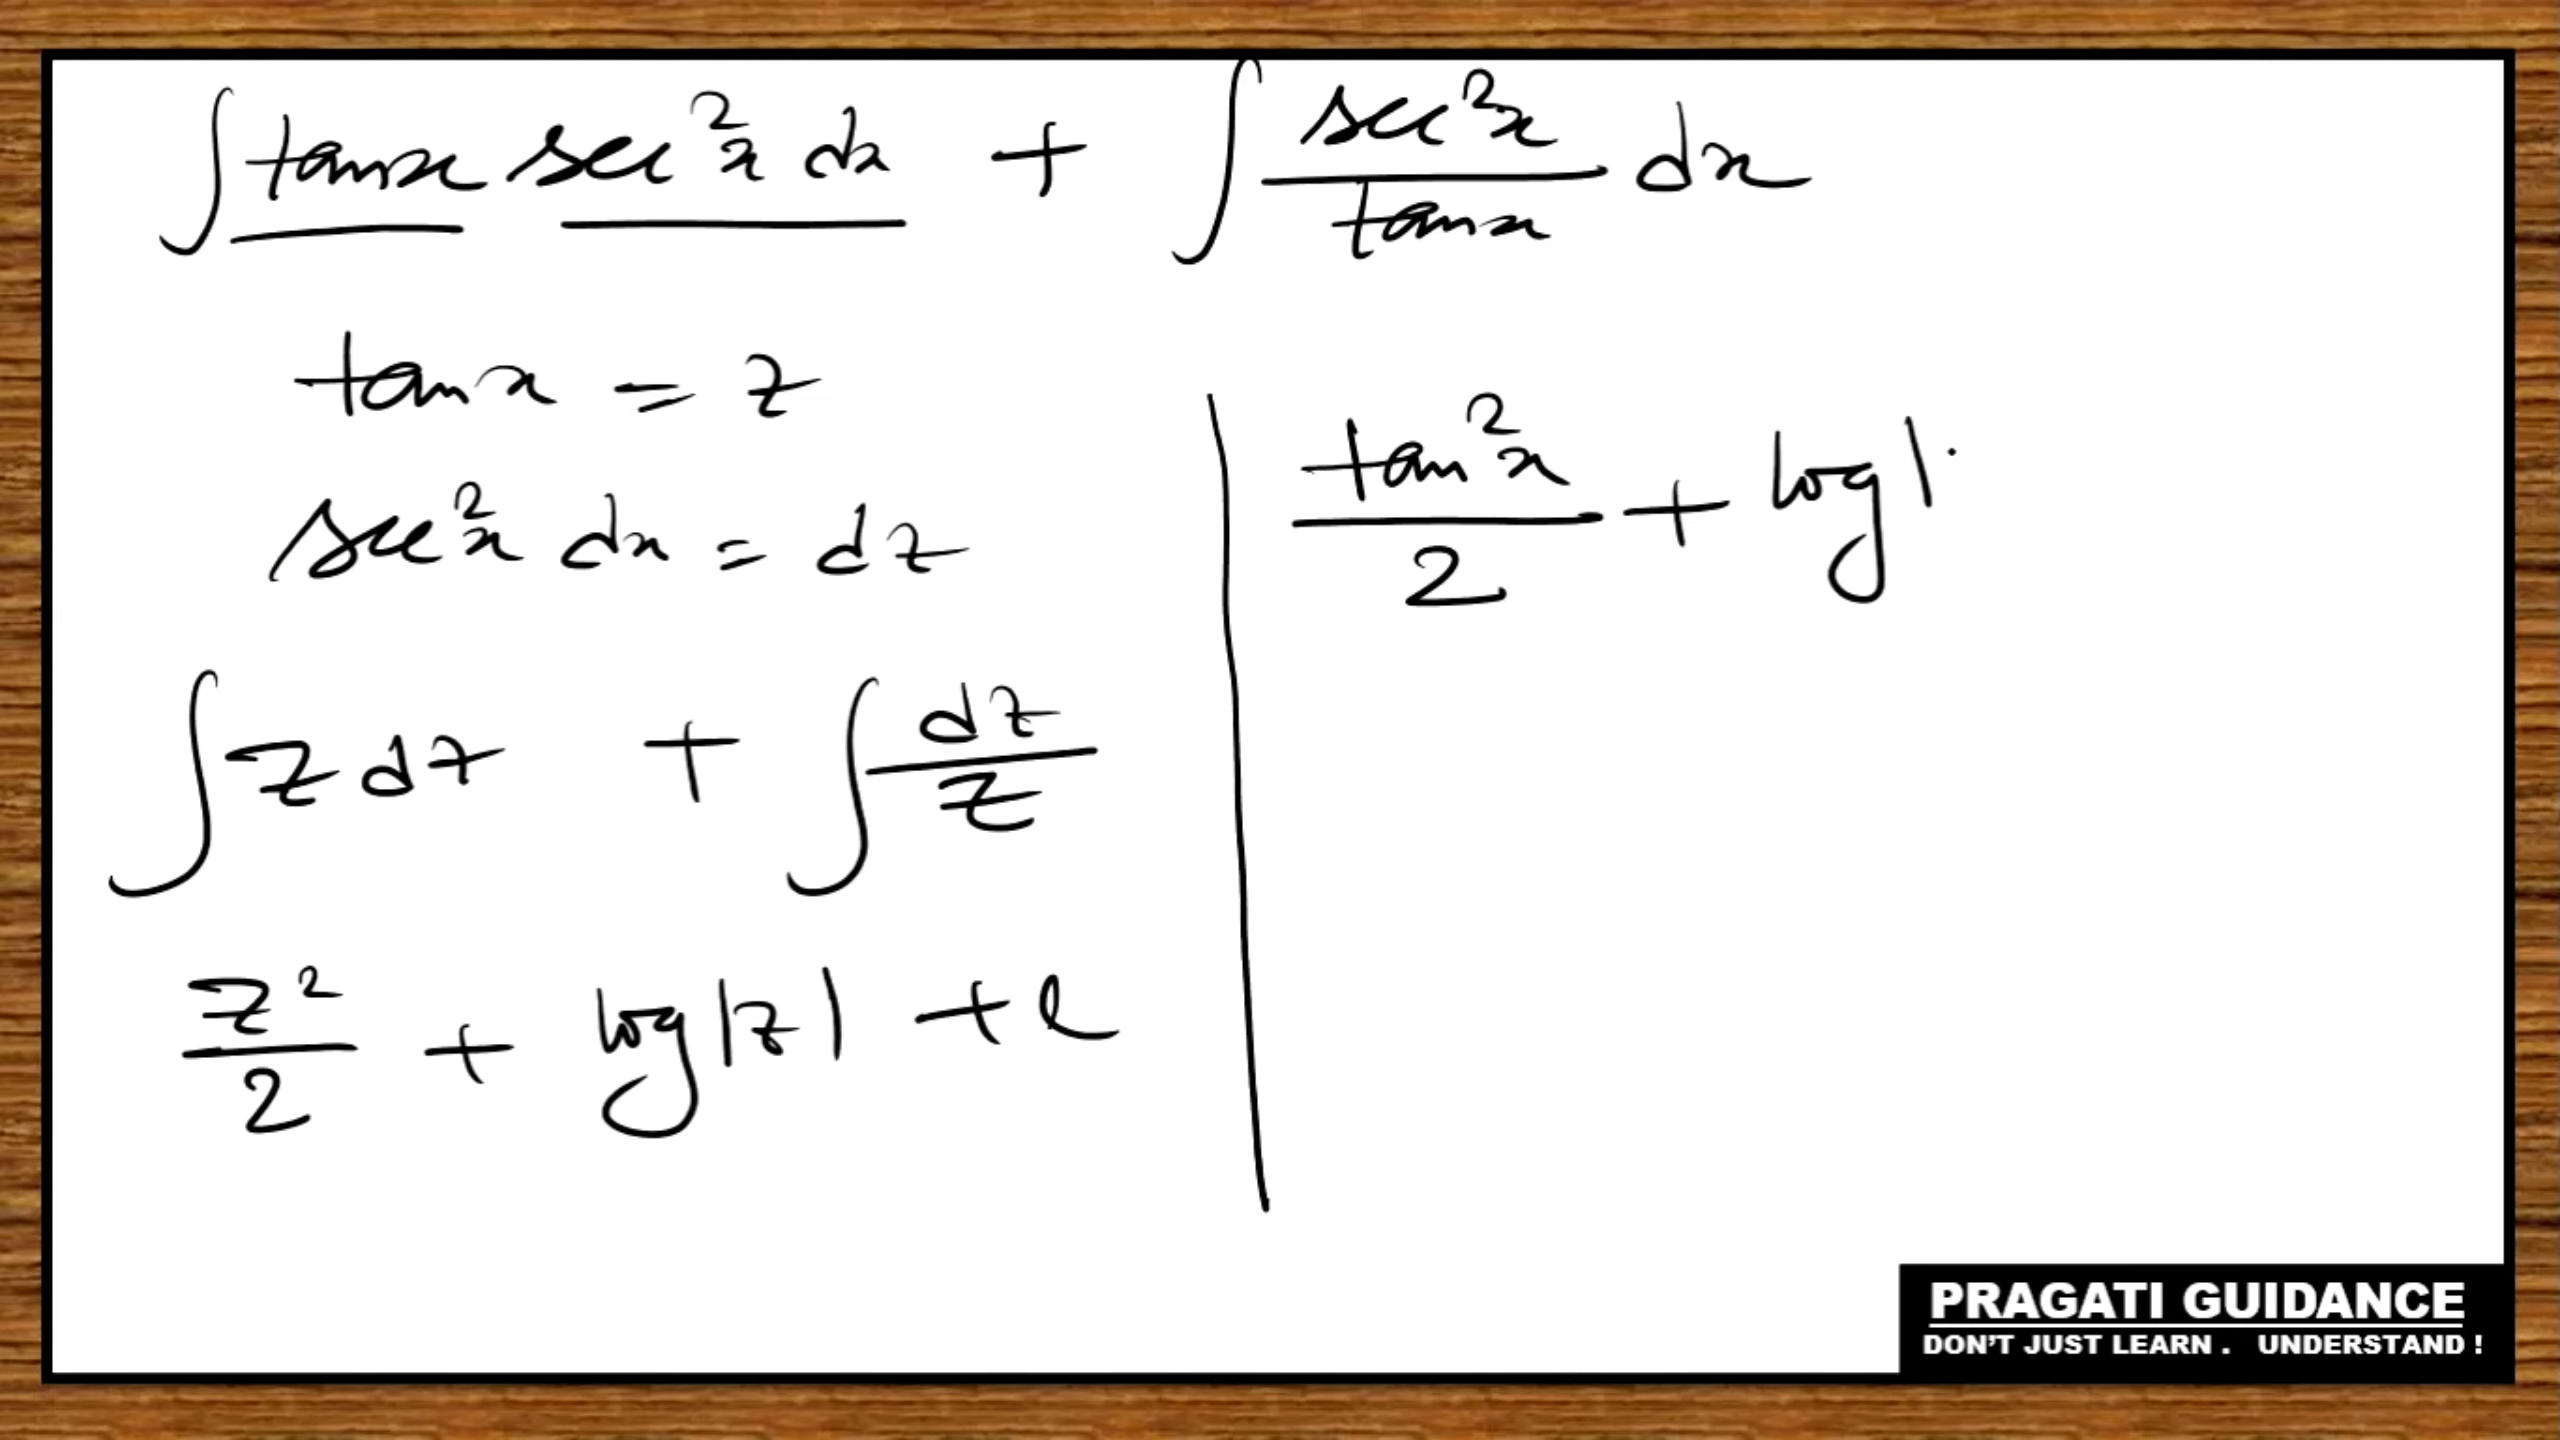 ∫ tanx sec²x dx + ∫ sec²x/tanx dx
tanx = z
sec²x dx = dz
∫ z dz + ∫ dz/z
z²/2 + log|z| + c
tan²x/2 + log|
PRAGATI GUIDANCE
DON'T JUST LEARN. UNDERSTAND!